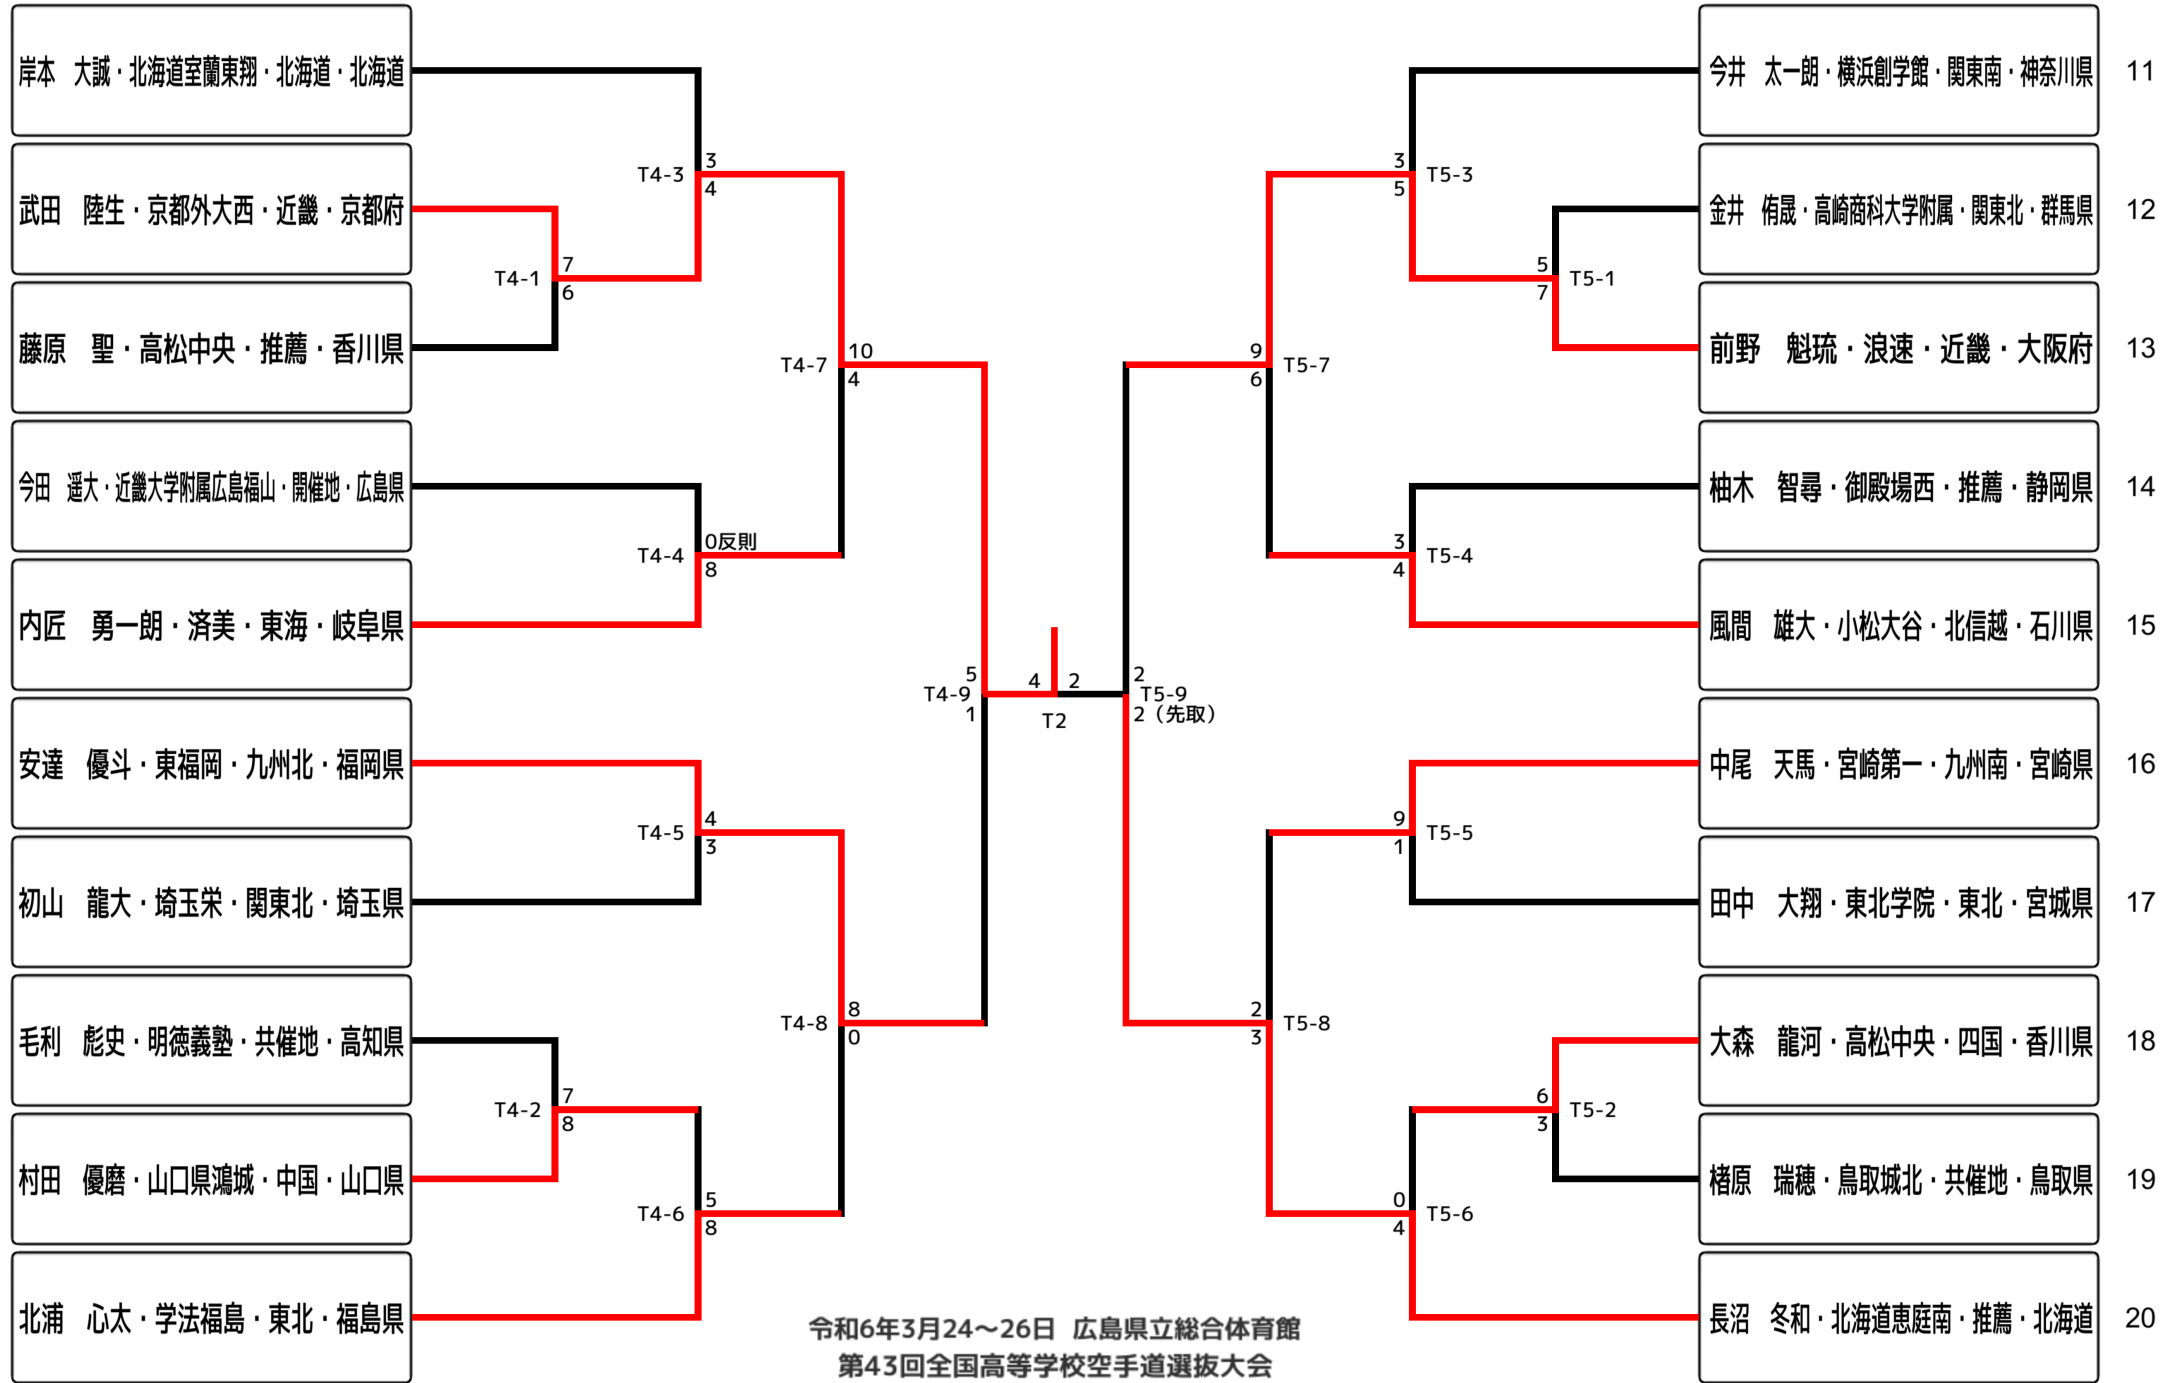 岸本　大誠・北海道室蘭東翔・北海道・北海道
武田　陸生・京都外大西・近畿・京都府
藤原　聖・高松中央・推薦・香川県
今田　遥大・近畿大学附属広島福山・開催地・広島県
内匠　勇一朗・済美・東海・岐阜県
安達　優斗・東福岡・九州北・福岡県
初山　龍大・埼玉栄・関東北・埼玉県
毛利　彪史・明徳義塾・共催地・高知県
村田　優磨・山口県鴻城・中国・山口県
北浦　心太・学法福島・東北・福島県
T4-3
3
4
T4-1
7
6
T4-7
10
4
T4-4
0反則
8
T4-9
5
1
T4-5
4
3
T4-8
8
0
T4-2
7
8
T4-6
5
8
4
2
T2
3
5
T5-3
5
7
T5-1
9
6
T5-7
3
4
T5-4
2
T5-9
2（先取）
9
1
T5-5
2
3
T5-8
6
3
T5-2
0
4
T5-6
今井　太一朗・横浜創学館・関東南・神奈川県 11
金井　侑晟・高崎商科大学附属・関東北・群馬県 12
前野　魁琉・浪速・近畿・大阪府 13
柚木　智尋・御殿場西・推薦・静岡県 14
風間　雄大・小松大谷・北信越・石川県 15
中尾　天馬・宮崎第一・九州南・宮崎県 16
田中　大翔・東北学院・東北・宮城県 17
大森　龍河・高松中央・四国・香川県 18
楮原　瑞穂・鳥取城北・共催地・鳥取県 19
長沼　冬和・北海道恵庭南・推薦・北海道 20
令和6年3月24～26日 広島県立総合体育館
第43回全国高等学校空手道選抜大会